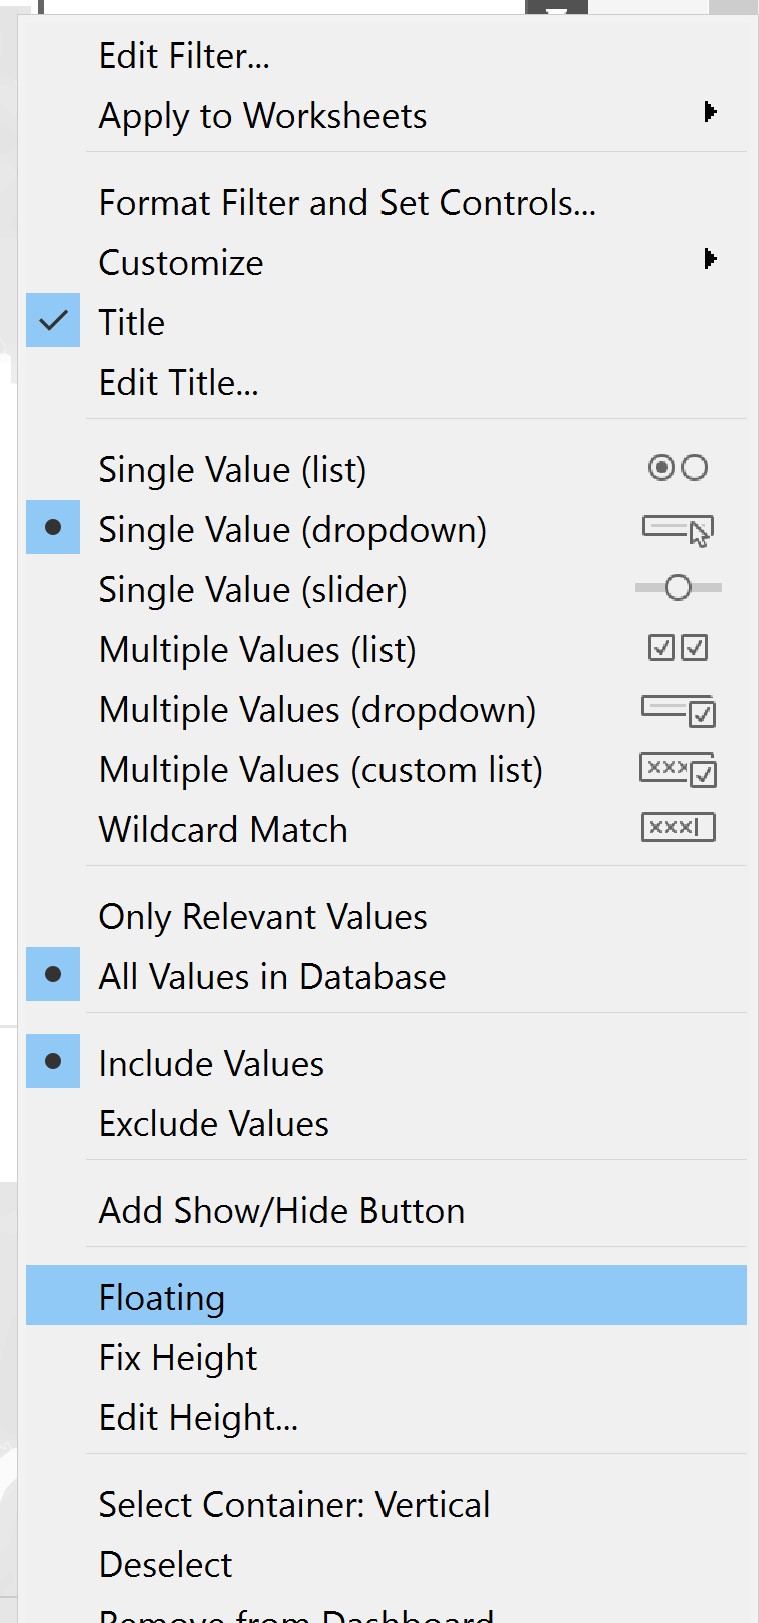 Edit Filter...
Apply to Worksheets
Format Filter and Set Controls...
Customize
Title
Edit Title...
Single Value (list)
Single Value (dropdown)
Single Value (slider)
Multiple Values (list)
Multiple Values (dropdown)
Multiple Values (custom list)
Wildcard Match
Only Relevant Values
All Values in Database
Include Values
Exclude Values
Add Show/Hide Button
Floating
Fix Height
Edit Height...
Select Container: Vertical
Deselect
Remove from Dashboard